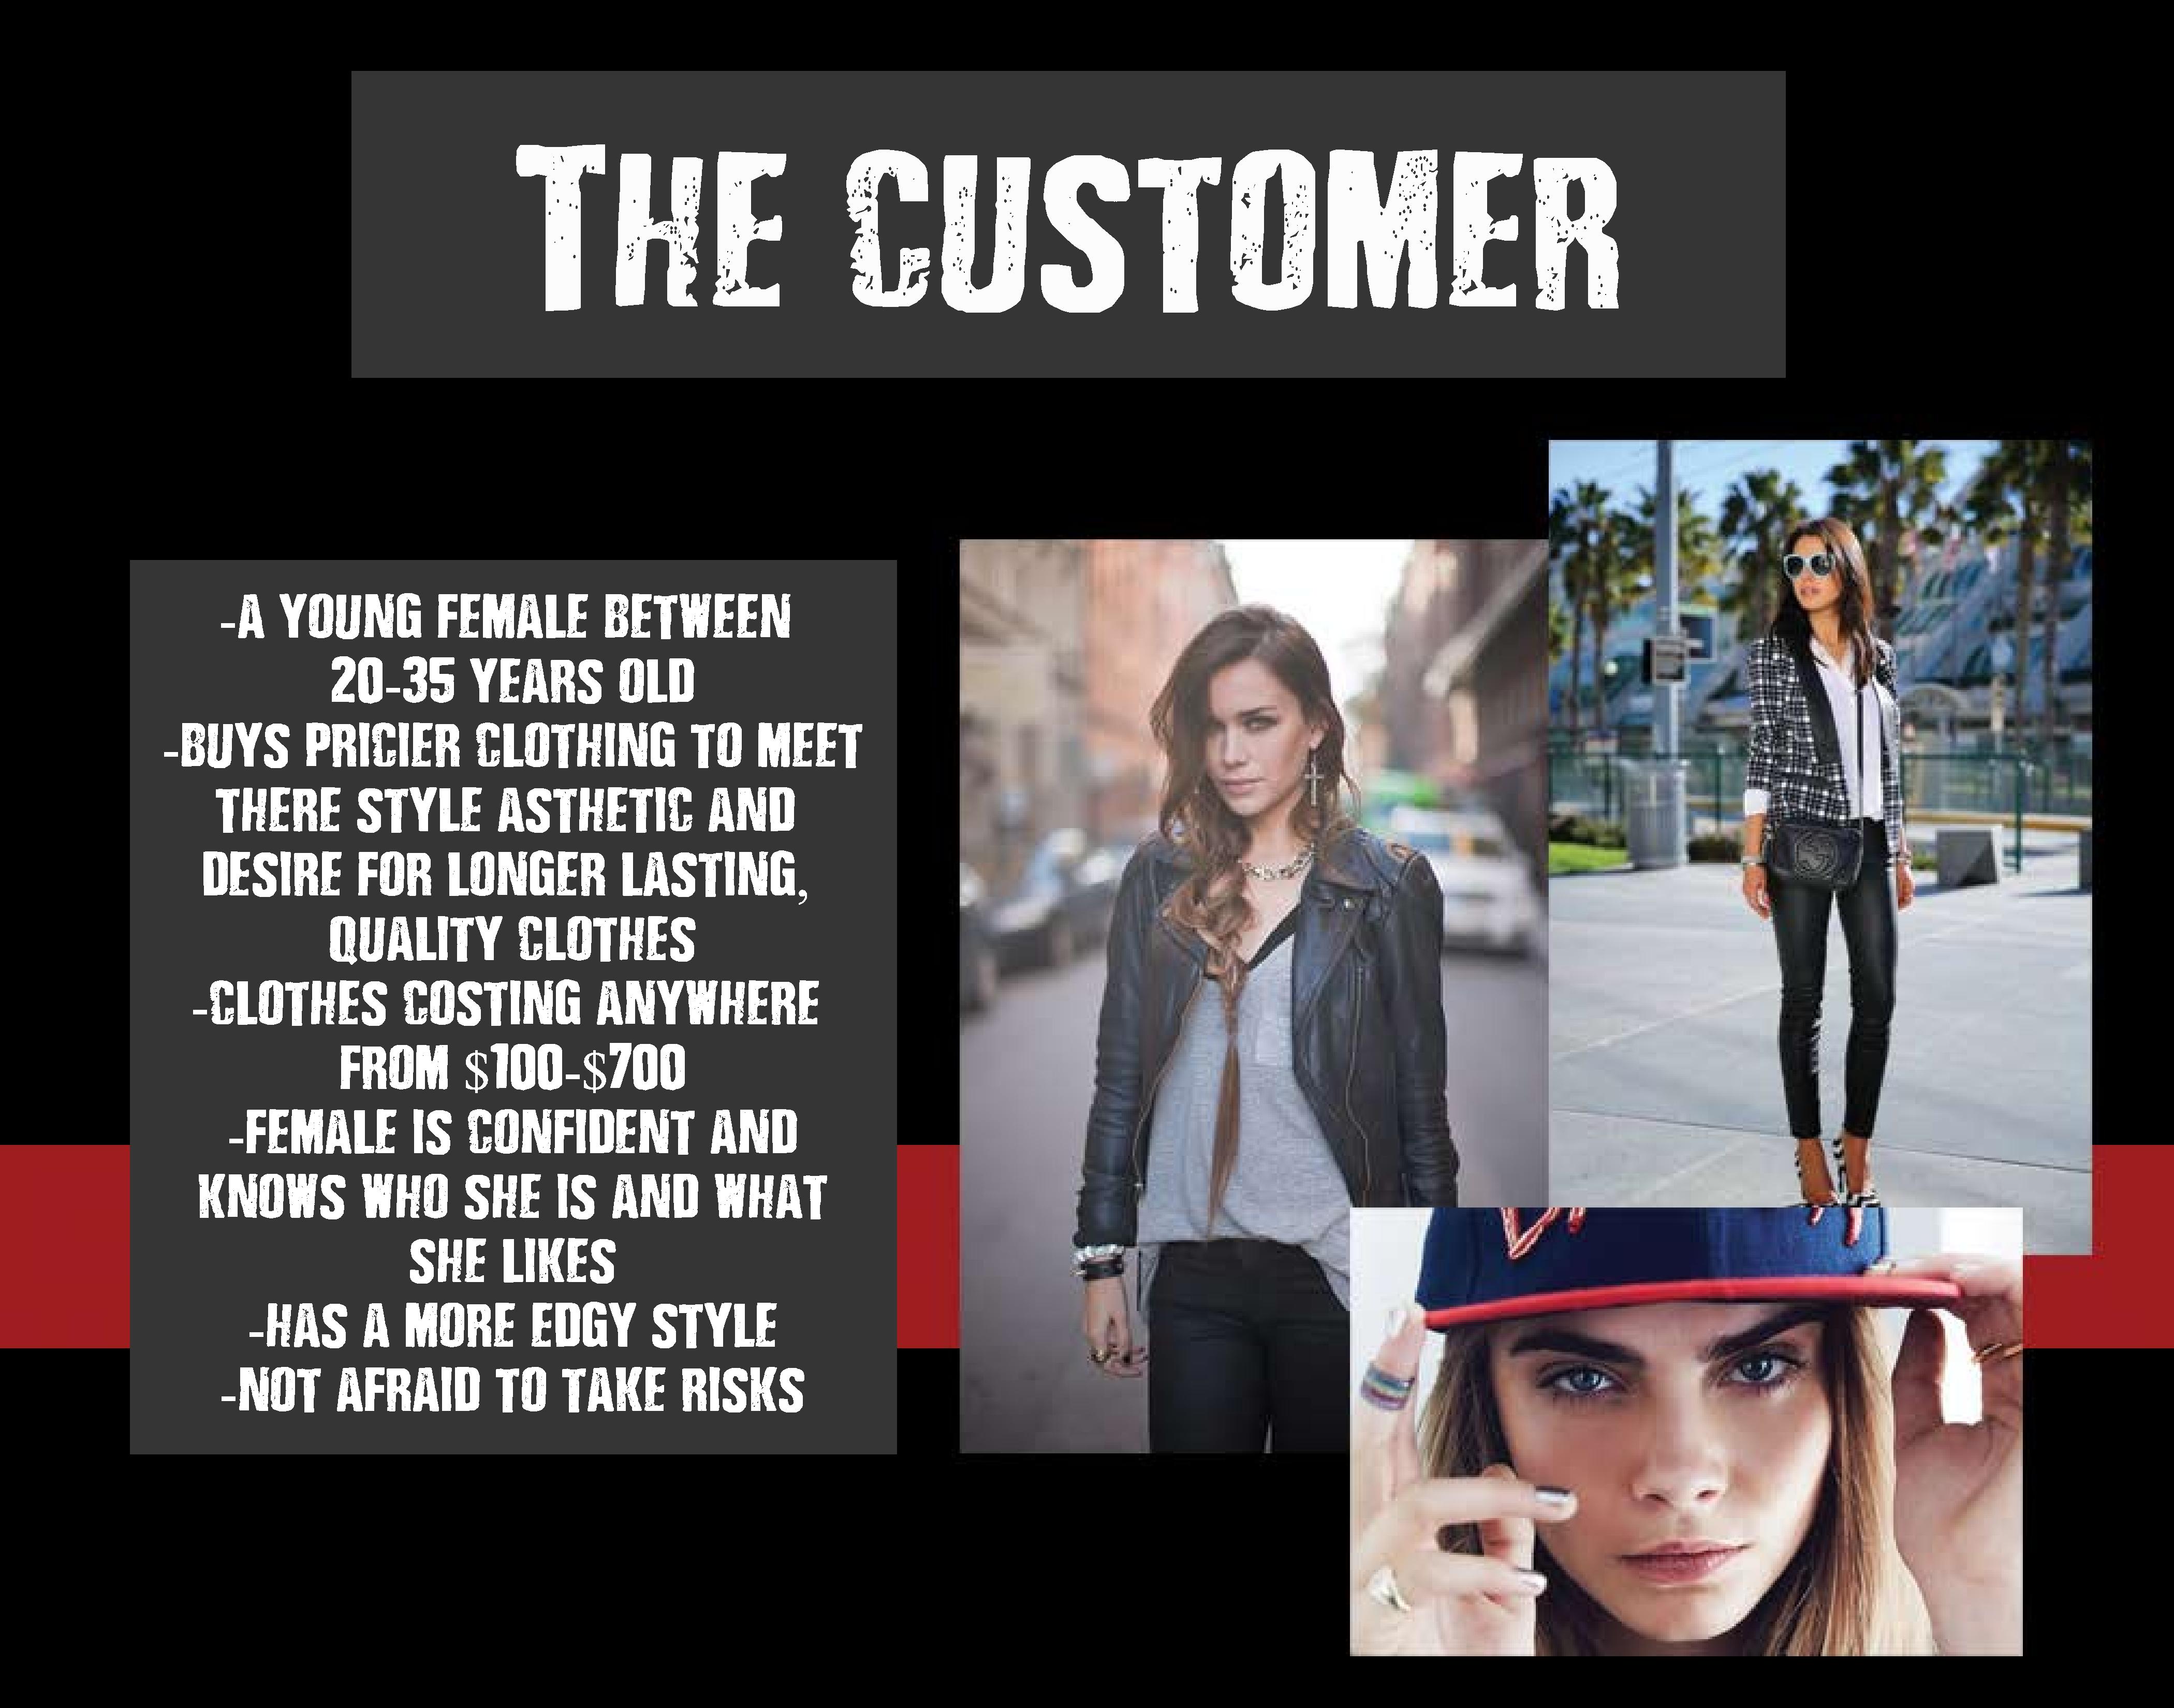 THE CUSTOMER
-A YOUNG FEMALE BETWEEN
20-35 YEARS OLD
-BUYS PRICIER CLOTHING TO MEET
THERE STYLE ASTHETIC AND
DESIRE FOR LONGER LASTING,
QUALITY CLOTHES
-CLOTHES COSTING ANYWHERE
FROM $100-$700
-FEMALE IS CONFIDENT AND
KNOWS WHO SHE IS AND WHAT
SHE LIKES
-HAS A MORE EDGY STYLE
-NOT AFRAID TO TAKE RISKS